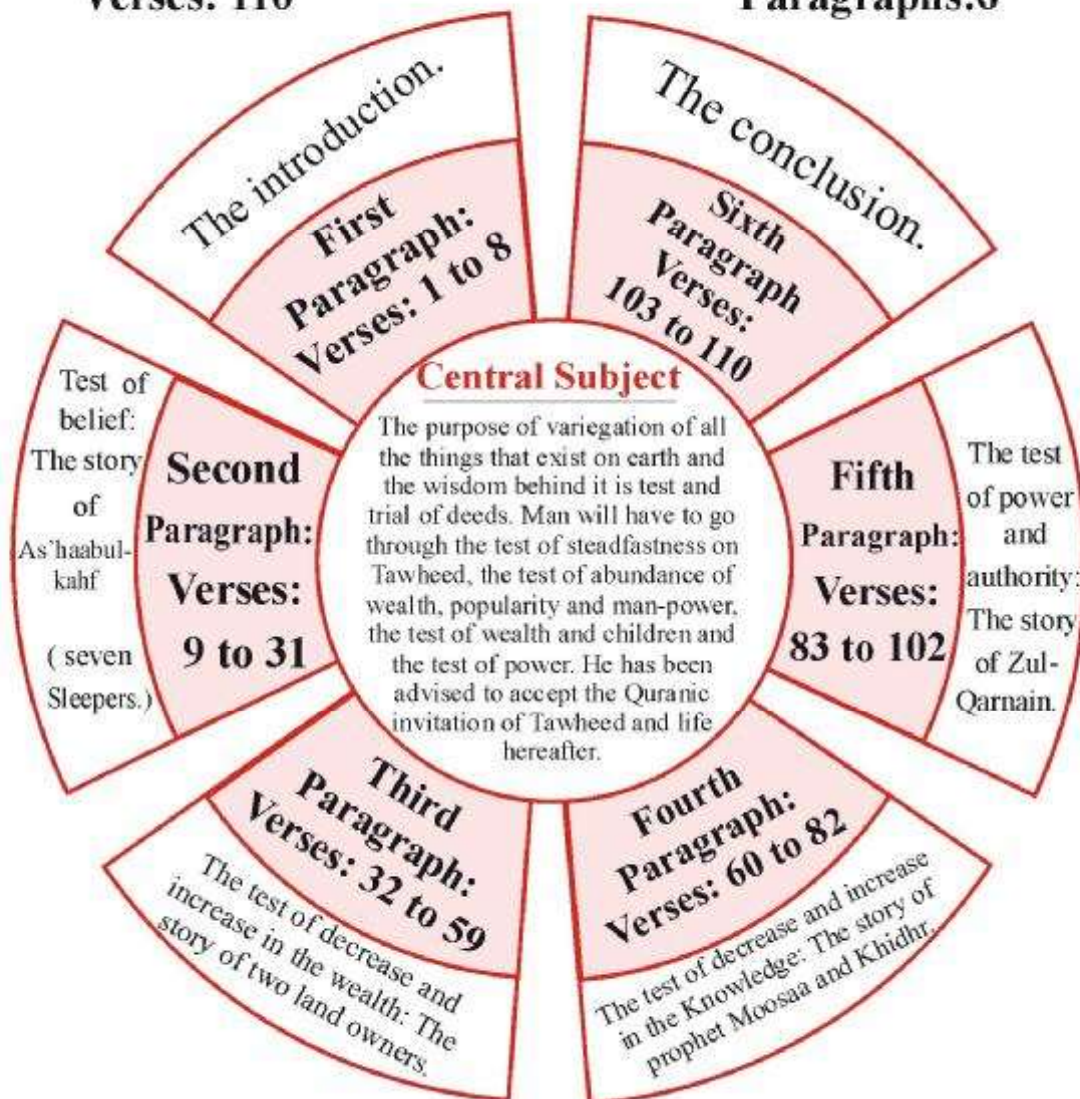 Verses: 110
Paragraphs:6
The introduction.
First
Paragraph:
Verses: 1 to 8
The conclusion.
Sixth
Paragraph
Verses:
103 to 110
Central Subject
The purpose of variegation of all
the things that exist on earth and
the wisdom behind it is test and
trial of deeds. Man will have to go
through the test of steadfastness on
Tawheed, the test of abundance of
wealth, popularity and man-power,
the test of wealth and children and
the test of power. He has been
advised to accept the Quranic
invitation of Tawheed and life
hereafter.
Test of
belief:
The story
of
As`haabul-
kahf
( seven
Sleepers.)
Second
Paragraph:
Verses:
9 to 31
Fifth
Paragraph:
Verses:
83 to 102
The test
of power
and
authority:
The story
of Zul-
Qarnain.
Third
Paragraph:
Verses: 32 to 59
The test of decrease and
increase in the wealth: The
story of two land owners.
Fourth
Paragraph:
Verses: 60 to 82
The test of decrease and increase
in the Knowledge: The story of
prophet Moosaa and Khidhr.